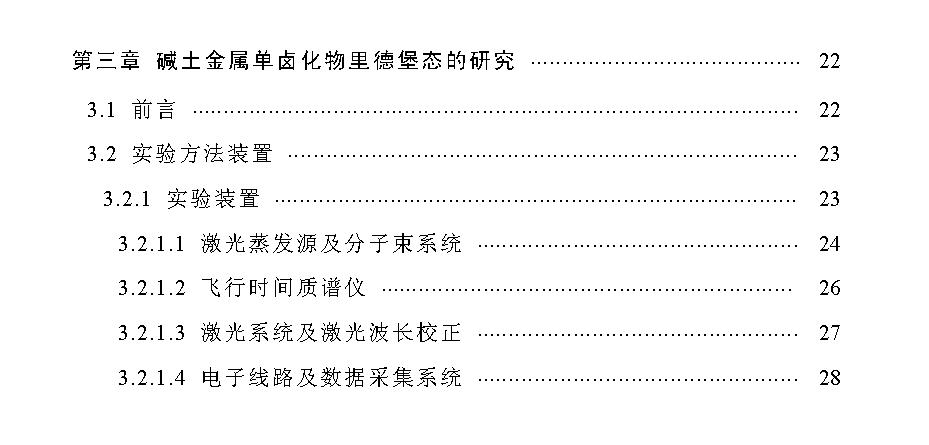 第三章 碱土金属单卤化物里德堡态的研究 ········································ 22
3.1 前言 ········································ 22
3.2 实验方法装置 ········································ 23
3.2.1 实验装置 ········································ 23
3.2.1.1 激光蒸发源及分子束系统 ········································ 24
3.2.1.2 飞行时间质谱仪 ········································ 26
3.2.1.3 激光系统及激光波长校正 ········································ 27
3.2.1.4 电子线路及数据采集系统 ········································ 28